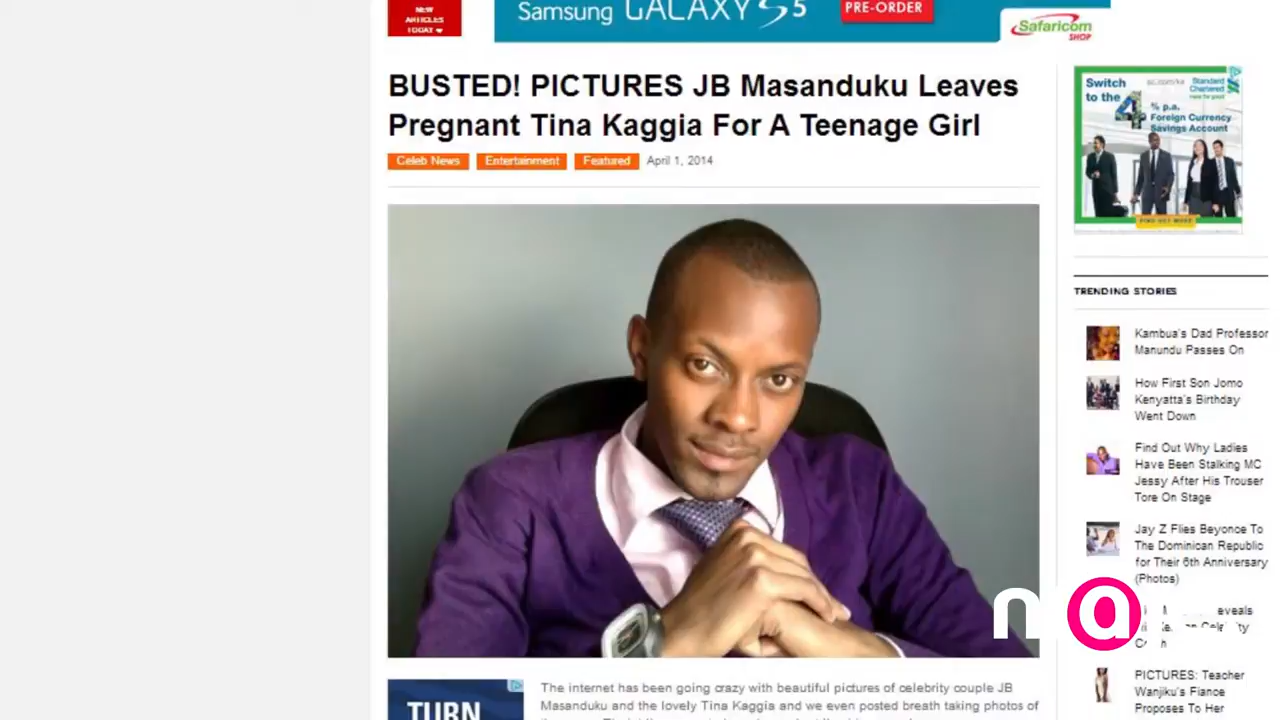 NEW
ARTICLES
TODAY
Samsung GALAXY S5
PRE-ORDER
Safaricom
SHOP
BUSTED! PICTURES JB Masanduku Leaves
Pregnant Tina Kaggia For A Teenage Girl
Celeb News Entertainment Featured April 1, 2014
Switch
to the
4
% p.a.
Foreign Currency
Savings Account
Standard
Chartered
FIND OUT MORE
TRENDING STORIES
Kambua's Dad Professor
Manundu Passes On
How First Son Jomo
Kenyatta's Birthday
Went Down
Find Out Why Ladies
Have Been Stalking MC
Jessy After His Trouser
Tore On Stage
Jay Z Flies Beyonce To
The Dominican Republic
for Their 6th Anniversary
(Photos)
PICTURES: Teacher
Wanjiku's Fiance
Proposes To Her
TURN
The internet has been going crazy with beautiful pictures of celebrity couple JB
Masanduku and the lovely Tina Kaggia and we even posted breath taking photos of